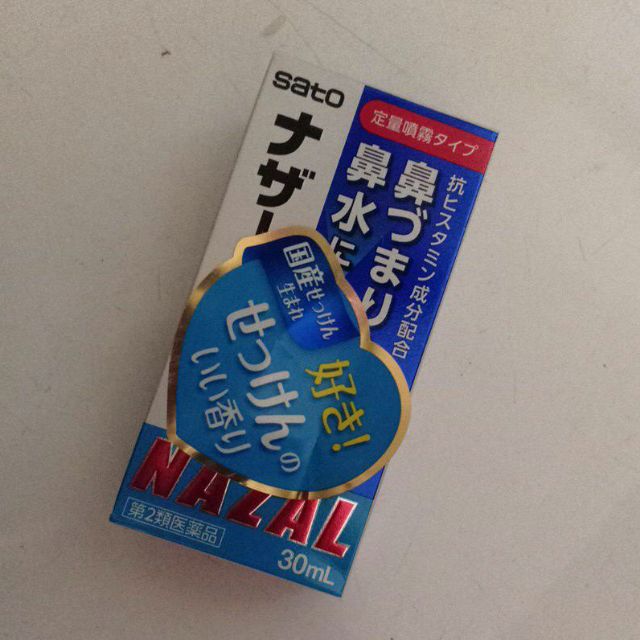 sato
ナザー
定量噴霧タイプ
抗ヒスタミン成分配合
鼻づまり
鼻水に
国産せっけん
生まれ
好き!
せっけんの
いい香り
NAZAL
第2類医薬品
30mL